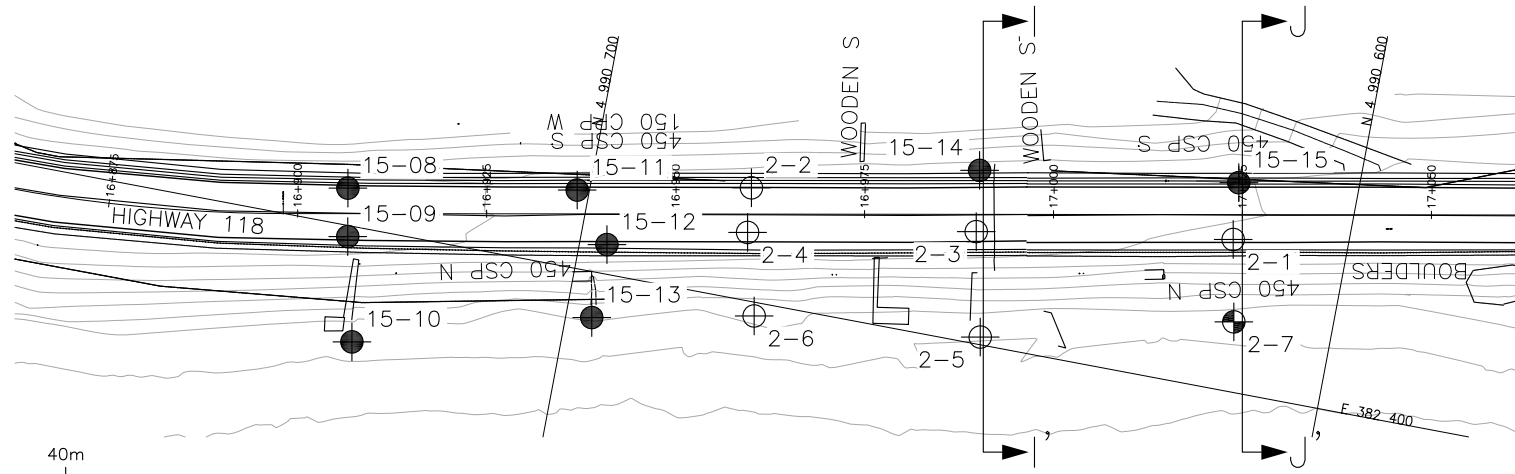 I
J
N 4 990 700
WOODEN S
WOODEN S
N 4 990 600
150 CPP W
450 CSP S
450 CSP S
15-08
15-11
2-2
15-14
15-15
16+875
16+900
16+925
16+975
17+000
17+050
HIGHWAY 118
15-09
15-12
2-4
2-3
2-1
450 CSP N
15-13
450 CSP N
BOULDERS
15-10
2-6
2-5
2-7
E 382 400
I'
J'
40m